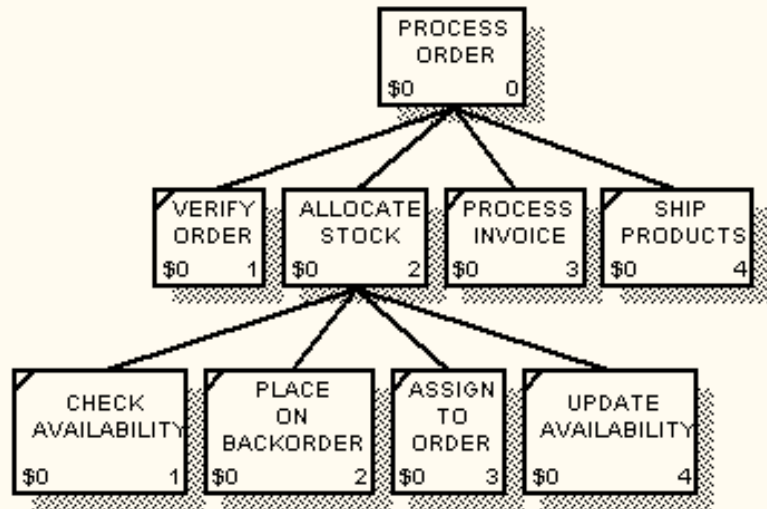 PROCESS
ORDER
$0 0
VERIFY
ORDER
$0 1
ALLOCATE
STOCK
$0 2
PROCESS
INVOICE
$0 3
SHIP
PRODUCTS
$0 4
CHECK
AVAILABILITY
$0 1
PLACE
ON
BACKORDER
$0 2
ASSIGN
TO
ORDER
$0 3
UPDATE
AVAILABILITY
$0 4